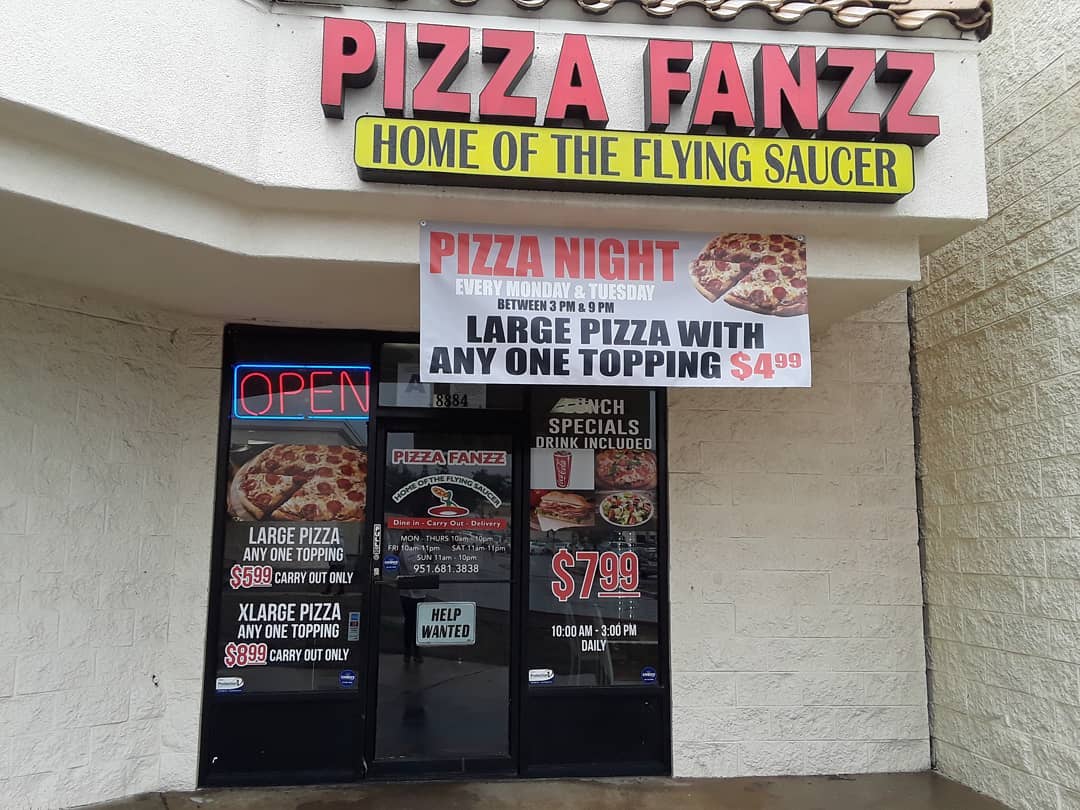 PIZZA FANZZ
HOME OF THE FLYING SAUCER
PIZZA NIGHT
EVERY MONDAY & TUESDAY
BETWEEN 3 PM & 9 PM
LARGE PIZZA WITH
ANY ONE TOPPING $4.99
OPEN
A
8884
LARGE PIZZA
ANY ONE TOPPING
$5.99 CARRY OUT ONLY
XLARGE PIZZA
ANY ONE TOPPING
$8.99 CARRY OUT ONLY
PIZZA FANZZ
HOME OF THE FLYING SAUCER
Dine in - Carry Out - Delivery
MON - THURS 10am - 10pm
FRI 10am-11pm SAT 11am-11pm
SUN 11am - 10pm
951.681.3838
HELP
WANTED
LUNCH
SPECIALS
DRINK INCLUDED
Coca-Cola
$7.99
10:00 AM - 3:00 PM
DAILY